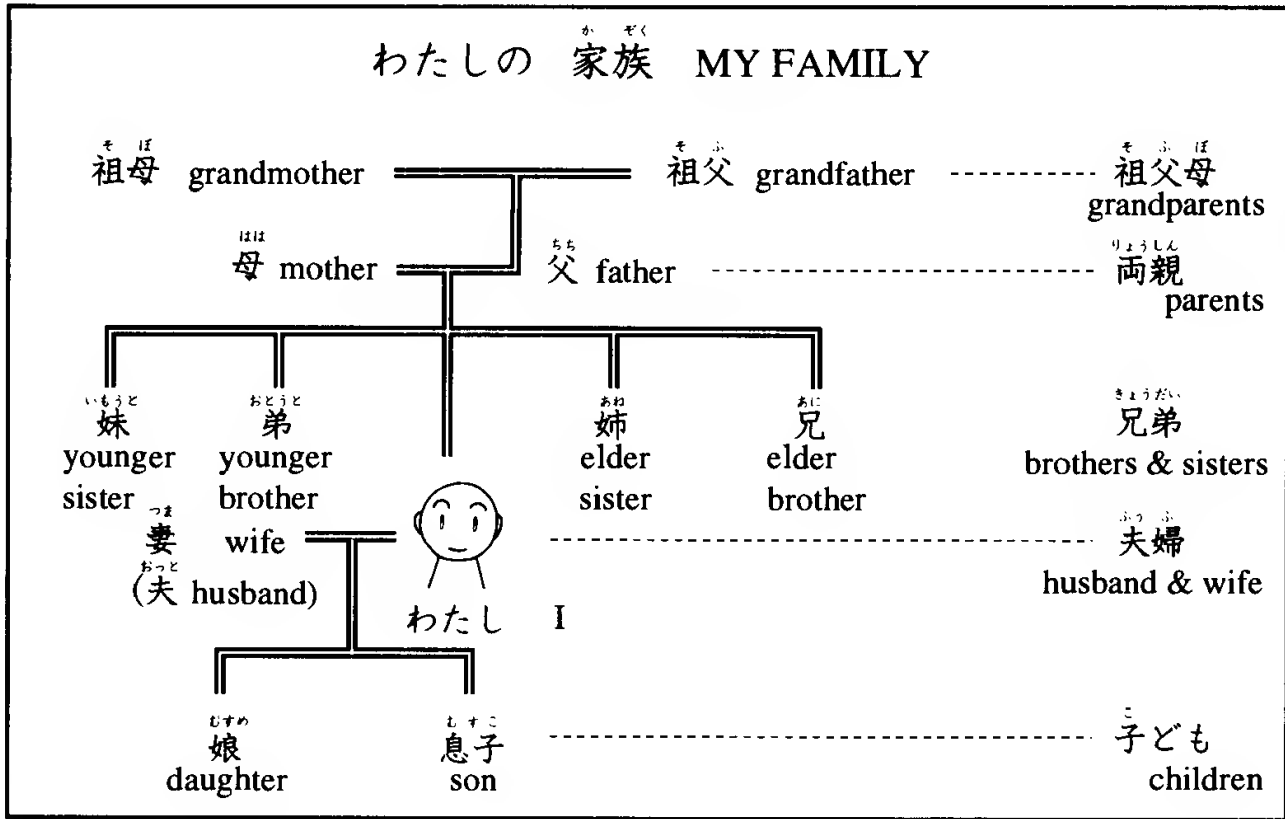 か ぞく
わたしの 家族 MY FAMILY
そ ぼ そ ふ そ ふ ぼ
祖母 grandmother 祖父 grandfather 祖父母
grandparents
はは ちち りょうしん
母 mother 父 father 両親
parents
いもうと おとうと あね あに きょうだい
妹 弟 姉 兄 兄弟
younger younger elder elder brothers & sisters
sister brother sister brother
つま ふう ふ
妻 wife 夫婦
おっと
(夫 husband) husband & wife
わたし I
むすめ むすこ こ
娘 息子 子ども
daughter son children